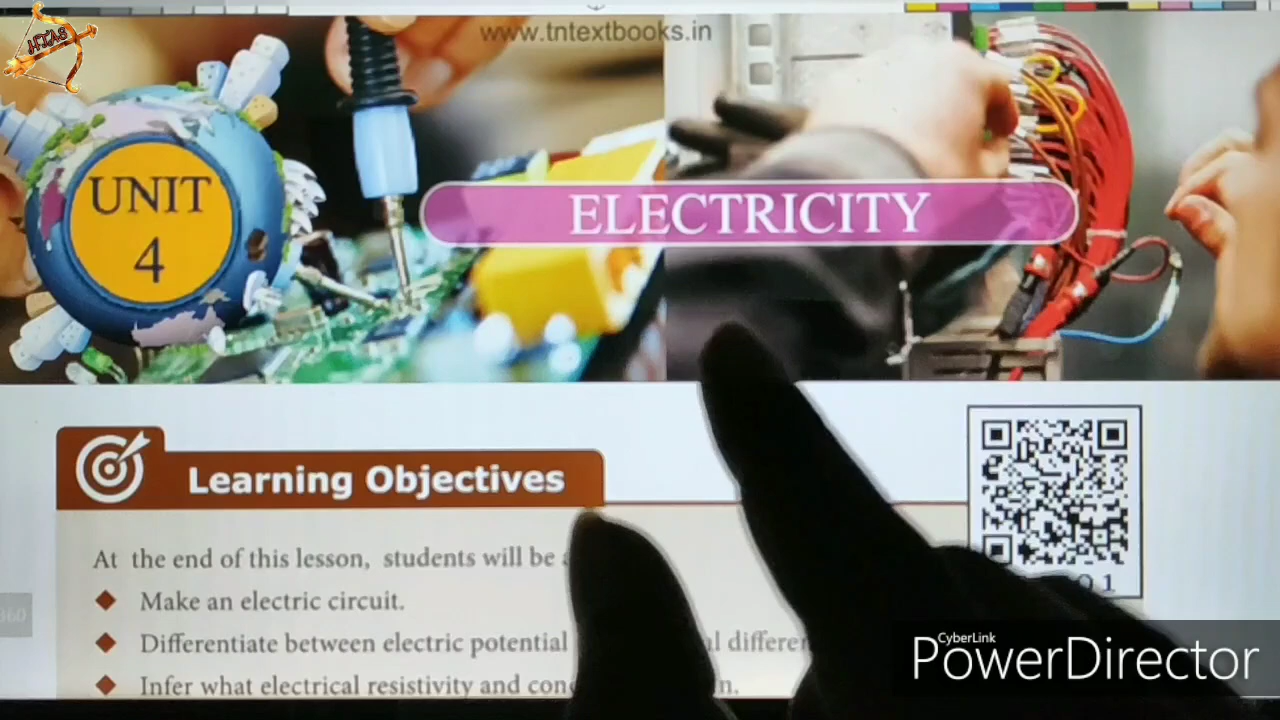 HTAS
www.tntextbooks.in
UNIT
4
ELECTRICITY
Learning Objectives
At the end of this lesson, students will be
Make an electric circuit.
Differentiate between electric potential
Infer what electrical resistivity and
CyberLink
PowerDirector